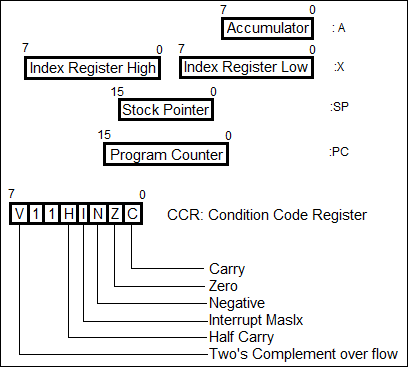 7 0
Accumulator : A
7 0 7 0
Index Register High Index Register Low :X
15 0
Stock Pointer :SP
15 0
Program Counter :PC
7 0
V 1 1 H I N Z C CCR: Condition Code Register
Carry
Zero
Negative
Interrupt Maslx
Half Carry
Two's Complement over flow